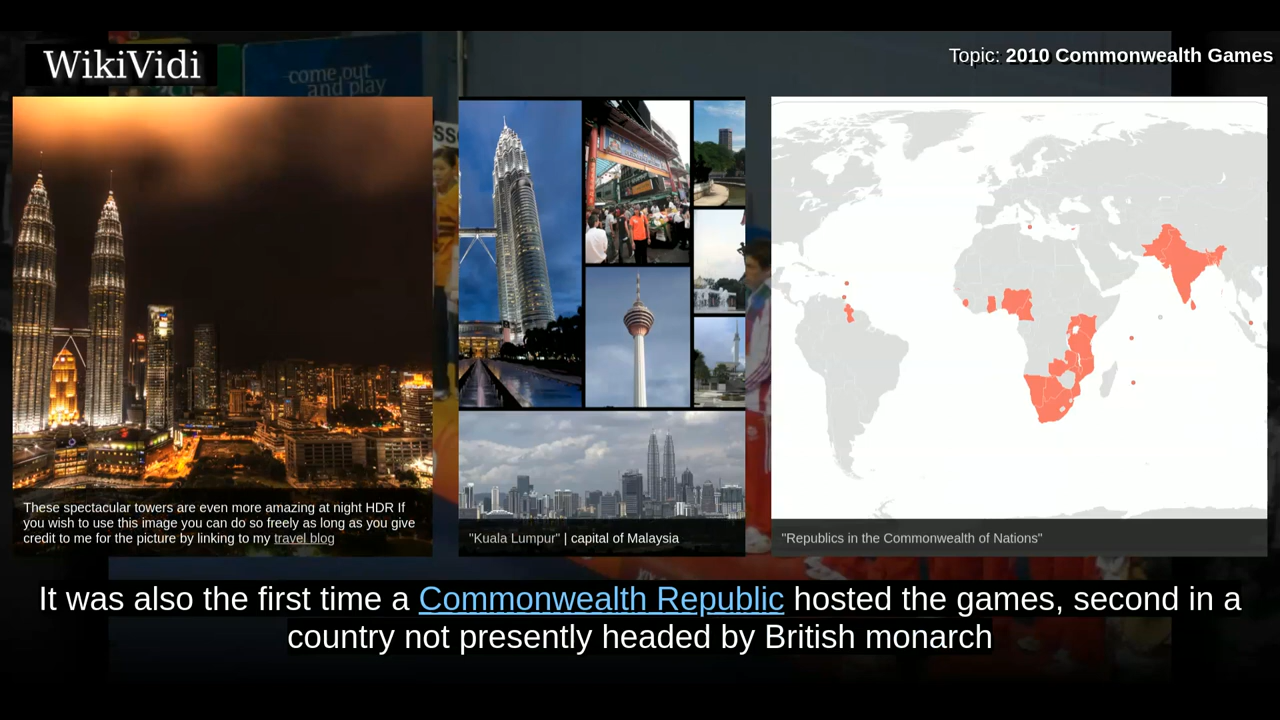 WikiVidi
Topic: 2010 Commonwealth Games
come out
and play
These spectacular towers are even more amazing at night HDR If
you wish to use this image you can do so freely as long as you give
credit to me for the picture by linking to my travel blog
"Kuala Lumpur" | capital of Malaysia
"Republics in the Commonwealth of Nations"
It was also the first time a Commonwealth Republic hosted the games, second in a
country not presently headed by British monarch